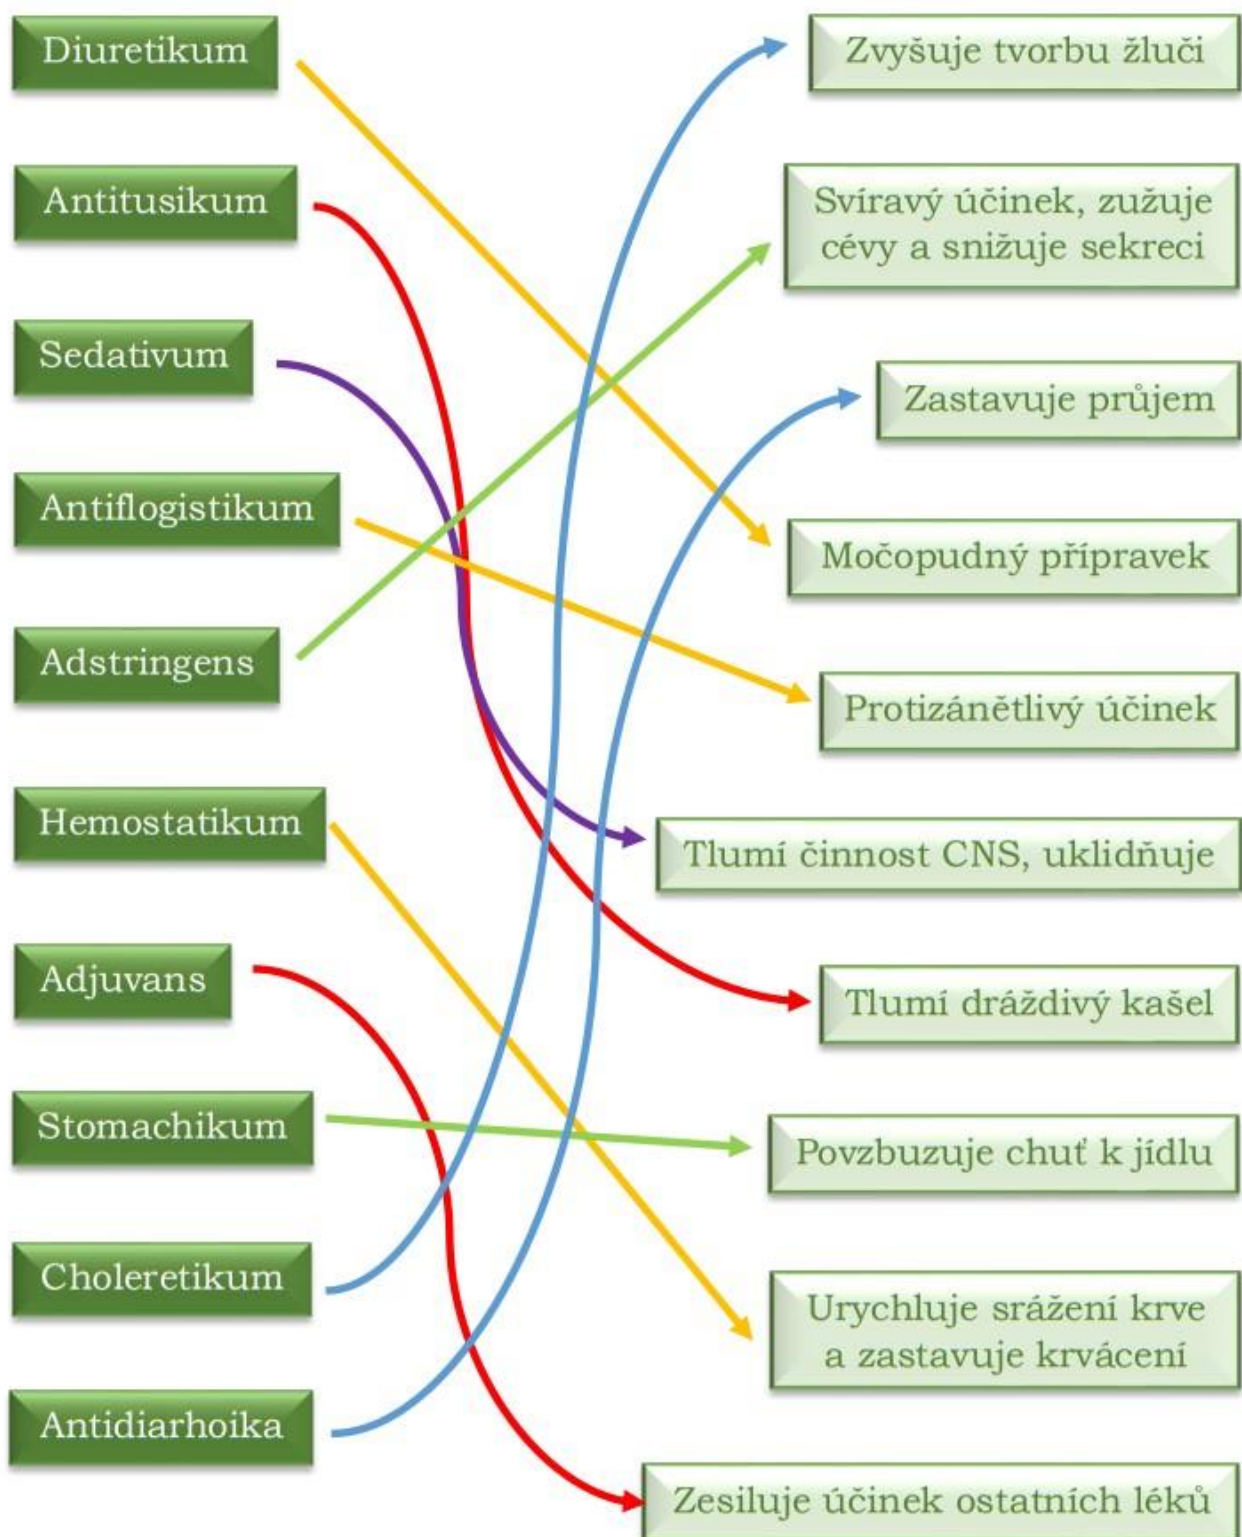 Diuretikum
Antitusikum
Sedativum
Antiflogistikum
Adstringens
Hemostatikum
Adjuvans
Stomachikum
Choleretikum
Antidiarhoika
Zvyšuje tvorbu žluči
Svíravý účinek, zužuje
cévy a snižuje sekreci
Zastavuje průjem
Močopudný přípravek
Protizánětlivý účinek
Tlumí činnost CNS, uklidňuje
Tlumí dráždivý kašel
Povzbuzuje chuť k jídlu
Urychluje srážení krve
a zastavuje krvácení
Zesiluje účinek ostatních léků